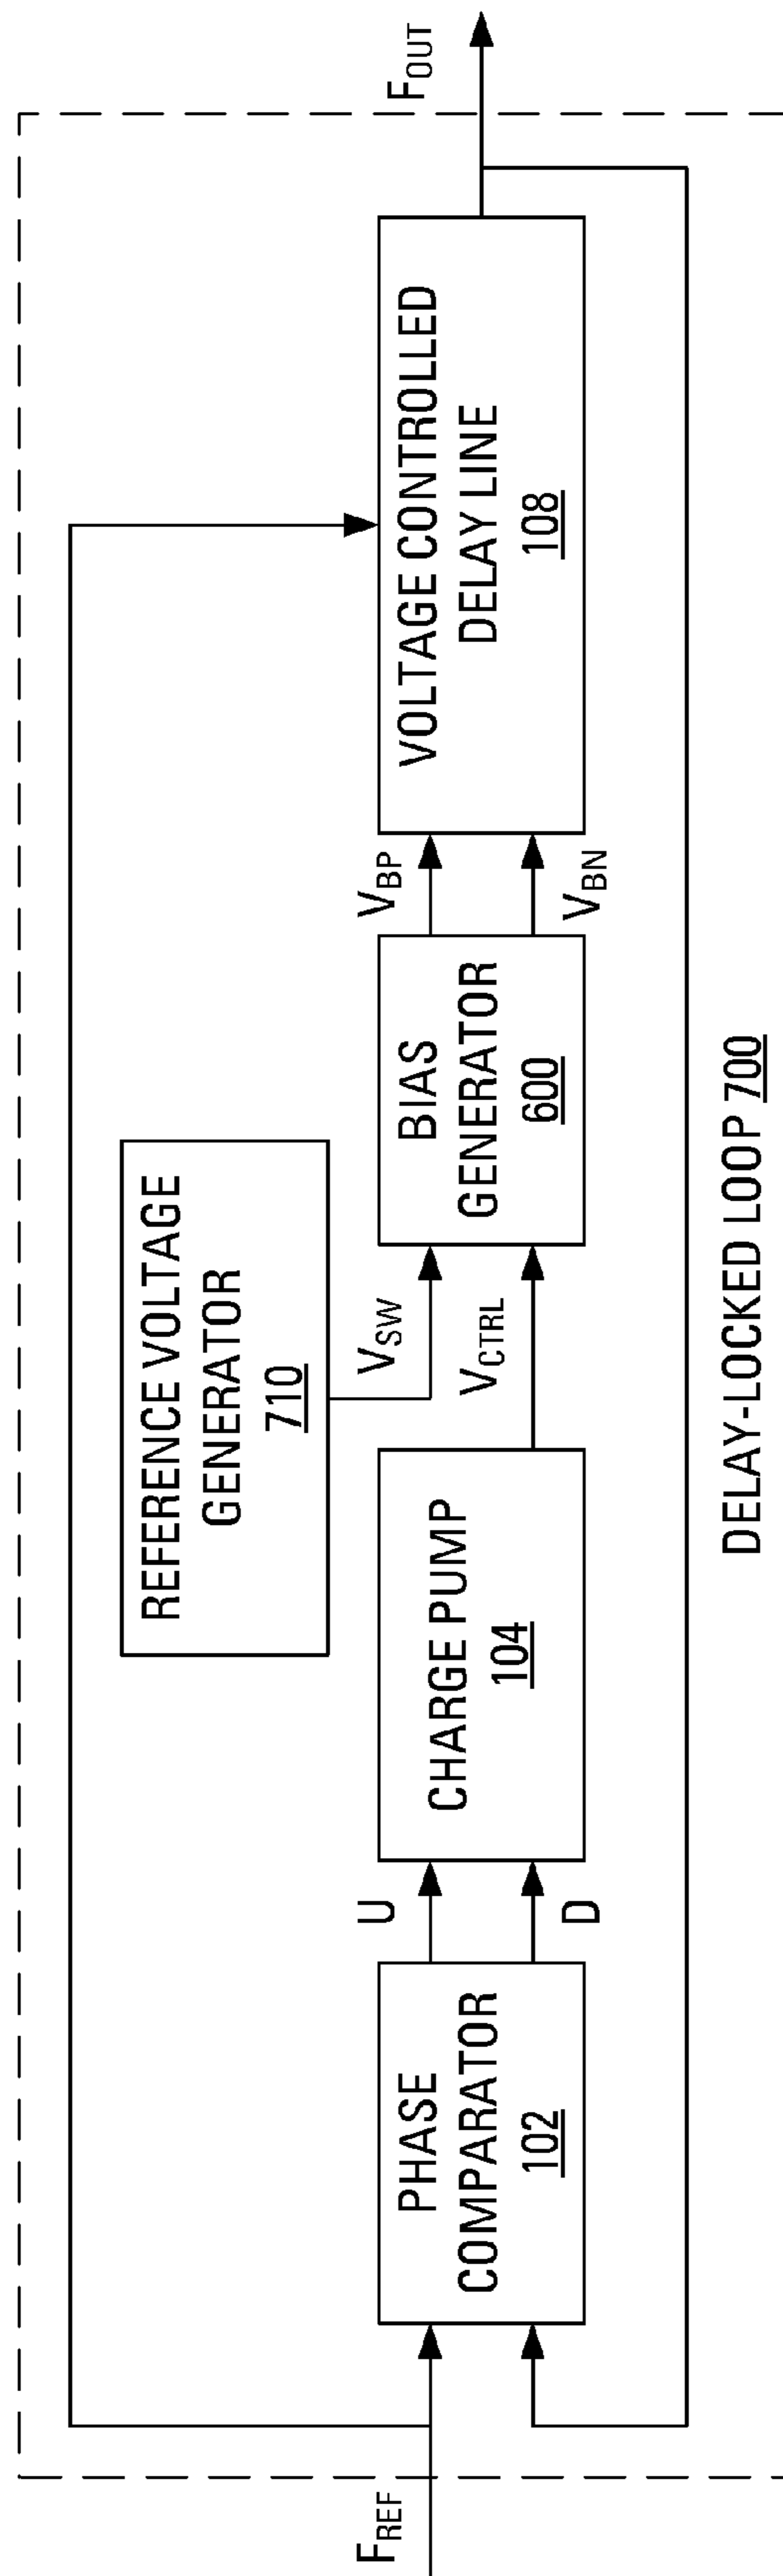 F_REF
PHASE
COMPARATOR
102
U
D
CHARGE PUMP
104
REFERENCE VOLTAGE
GENERATOR
710
V_SW
V_CTRL
BIAS
GENERATOR
600
V_BP
V_BN
VOLTAGE CONTROLLED
DELAY LINE
108
F_OUT
DELAY-LOCKED LOOP 700